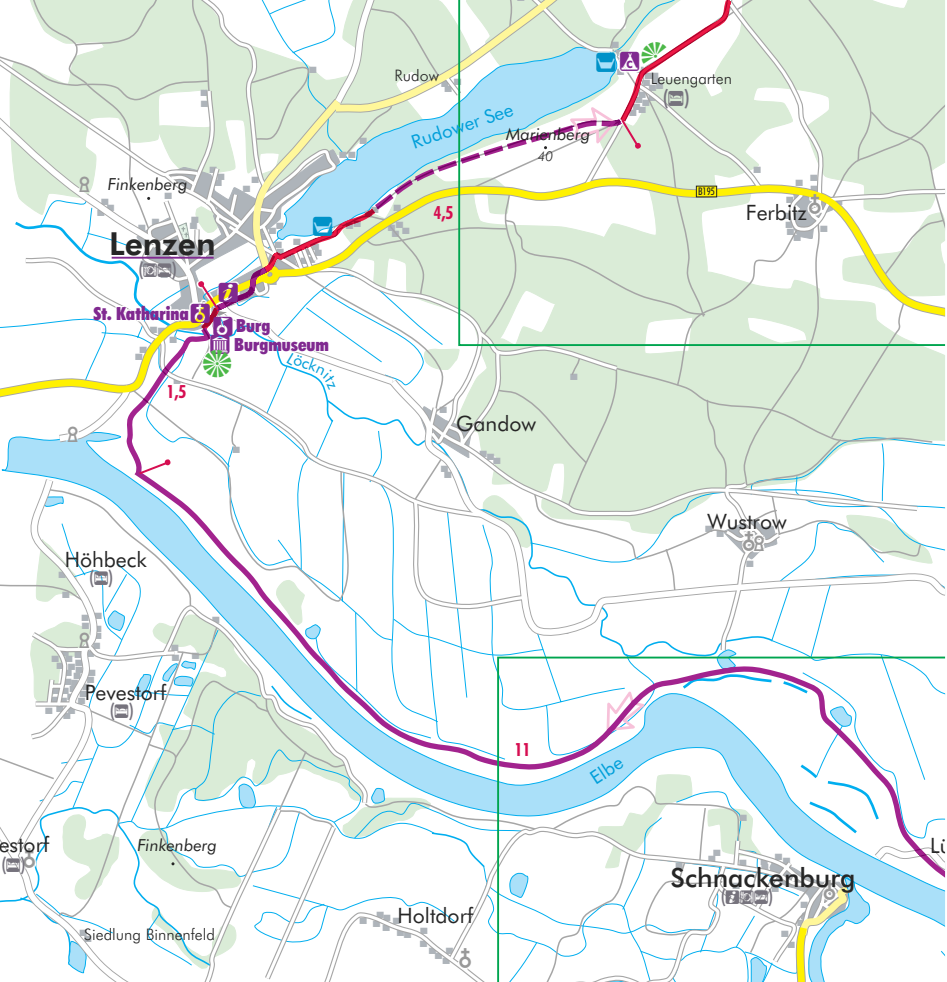 Rudow
Leuengarten
Rudower See
Marienberg
40
Finkenberg
B195
4,5
Ferbitz
Lenzen
i
St. Katharina
Burg
Burgmuseum
Löcknitz
1,5
Gandow
Wustrow
Höhbeck
Pevestorf
11
Elbe
estorf
Finkenberg
Lü
Schnackenburg
Holtdorf
Siedlung Binnenfeld